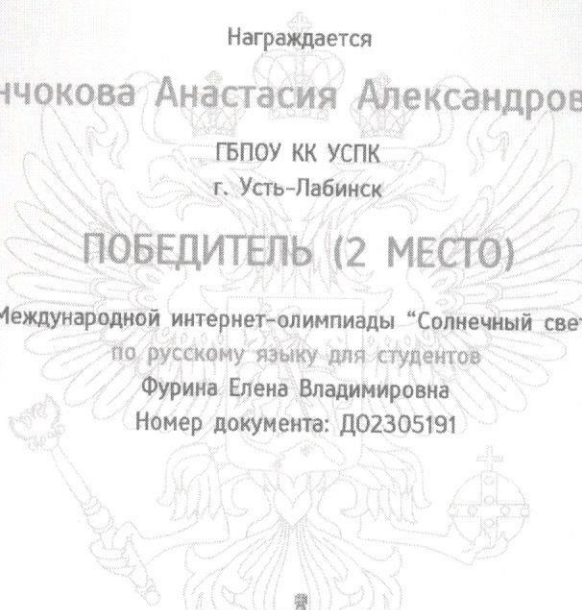 Награждается
нчокова Анастасия Александров
ГБПОУ КК УСПК
г. Усть-Лабинск
ПОБЕДИТЕЛЬ (2 МЕСТО)
Международной интернет-олимпиады "Солнечный свет
по русскому языку для студентов
Фурина Елена Владимировна
Номер документа: ДО2305191